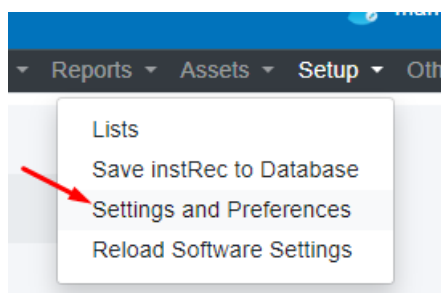 Reports Assets Setup
Lists
Save instRec to Database
Settings and Preferences
Reload Software Settings